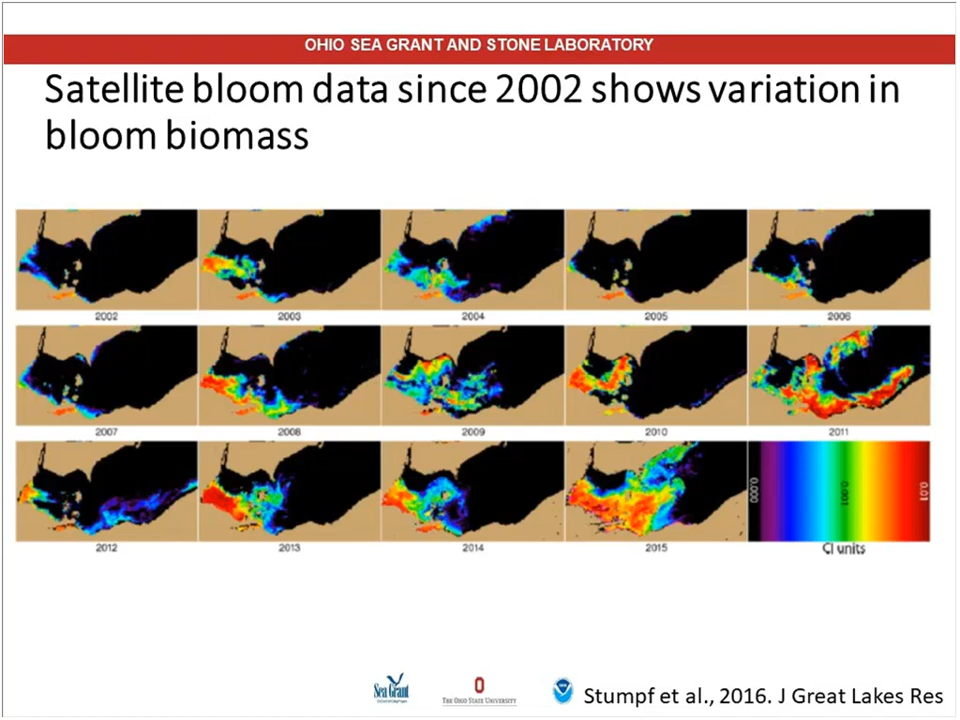 OHIO SEA GRANT AND STONE LABORATORY
Satellite bloom data since 2002 shows variation in
bloom biomass
2002 2003 2004 2005 2006
2007 2008 2009 2010 2011
0.000 0.001 0.01
2012 2013 2014 2015 CI units
Sea Grant
THE OHIO STATE UNIVERSITY
Stumpf et al., 2016. J Great Lakes Res